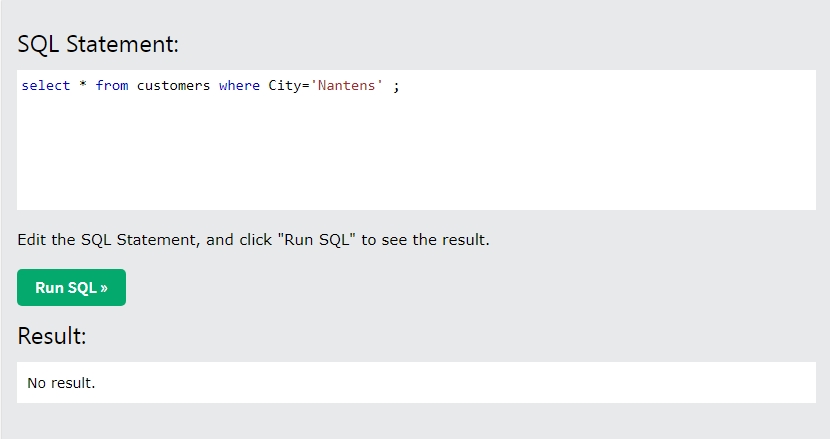 SQL Statement:
select * from customers where City='Nantens' ;
Edit the SQL Statement, and click "Run SQL" to see the result.
Run SQL »
Result:
No result.